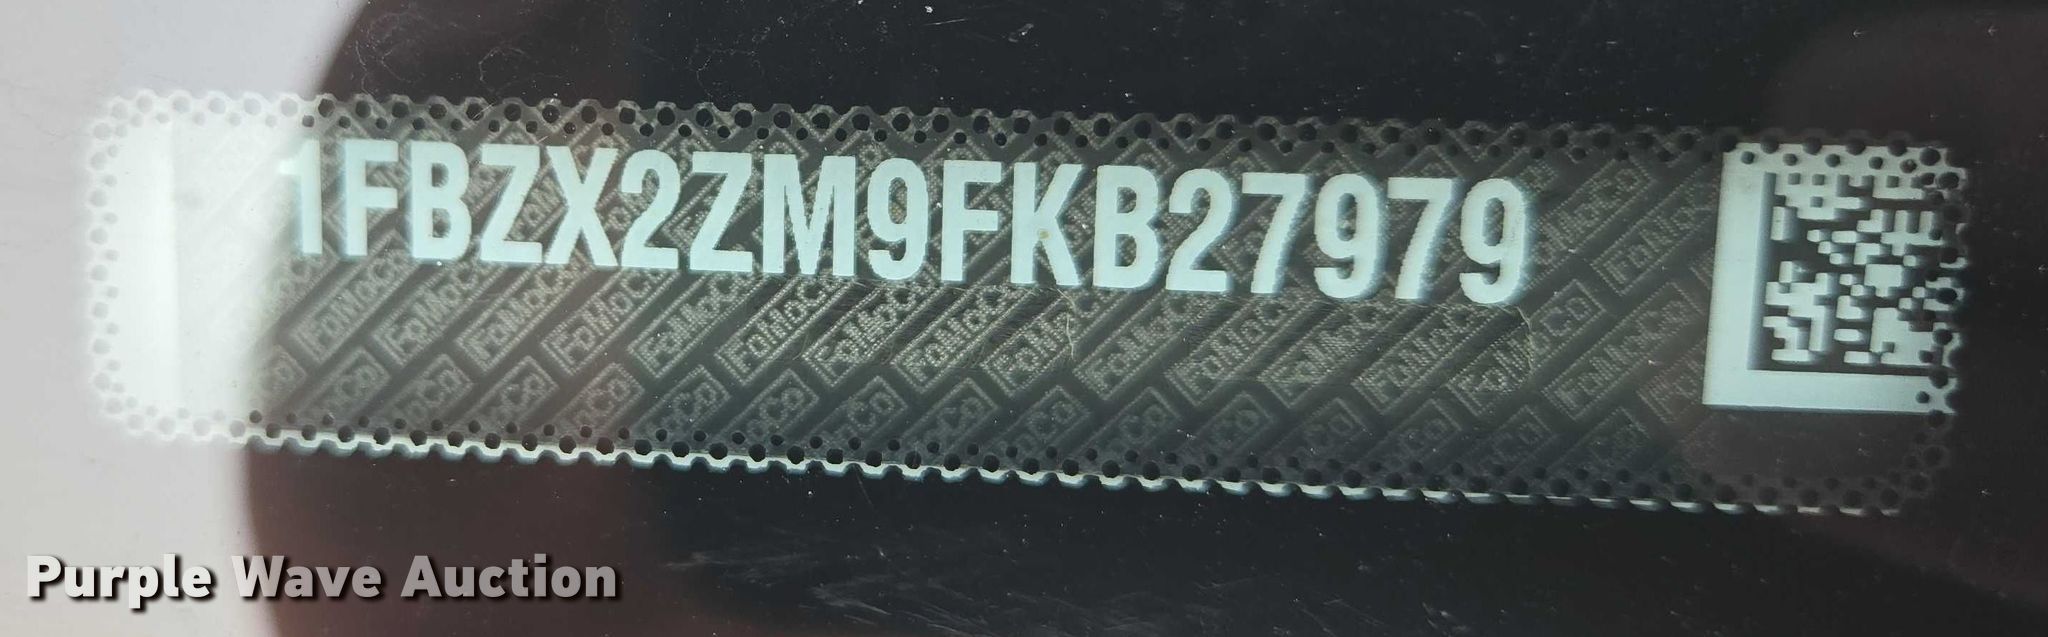 1FBZX2ZM9FKB27979
Purple Wave Auction